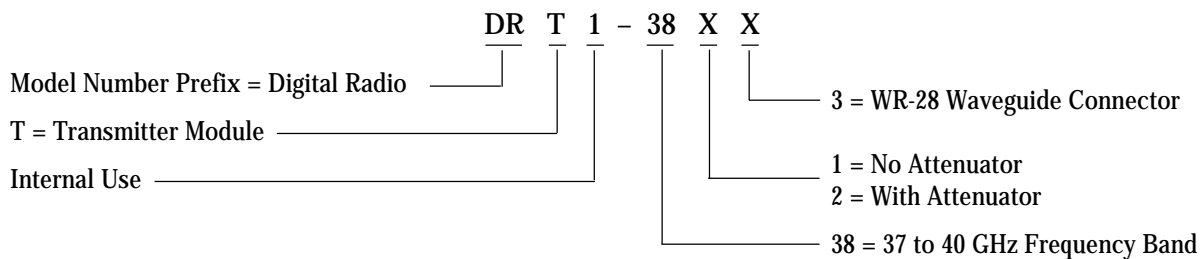 DR T 1 – 38 X X
Model Number Prefix = Digital Radio
T = Transmitter Module
Internal Use
3 = WR-28 Waveguide Connector
1 = No Attenuator
2 = With Attenuator
38 = 37 to 40 GHz Frequency Band